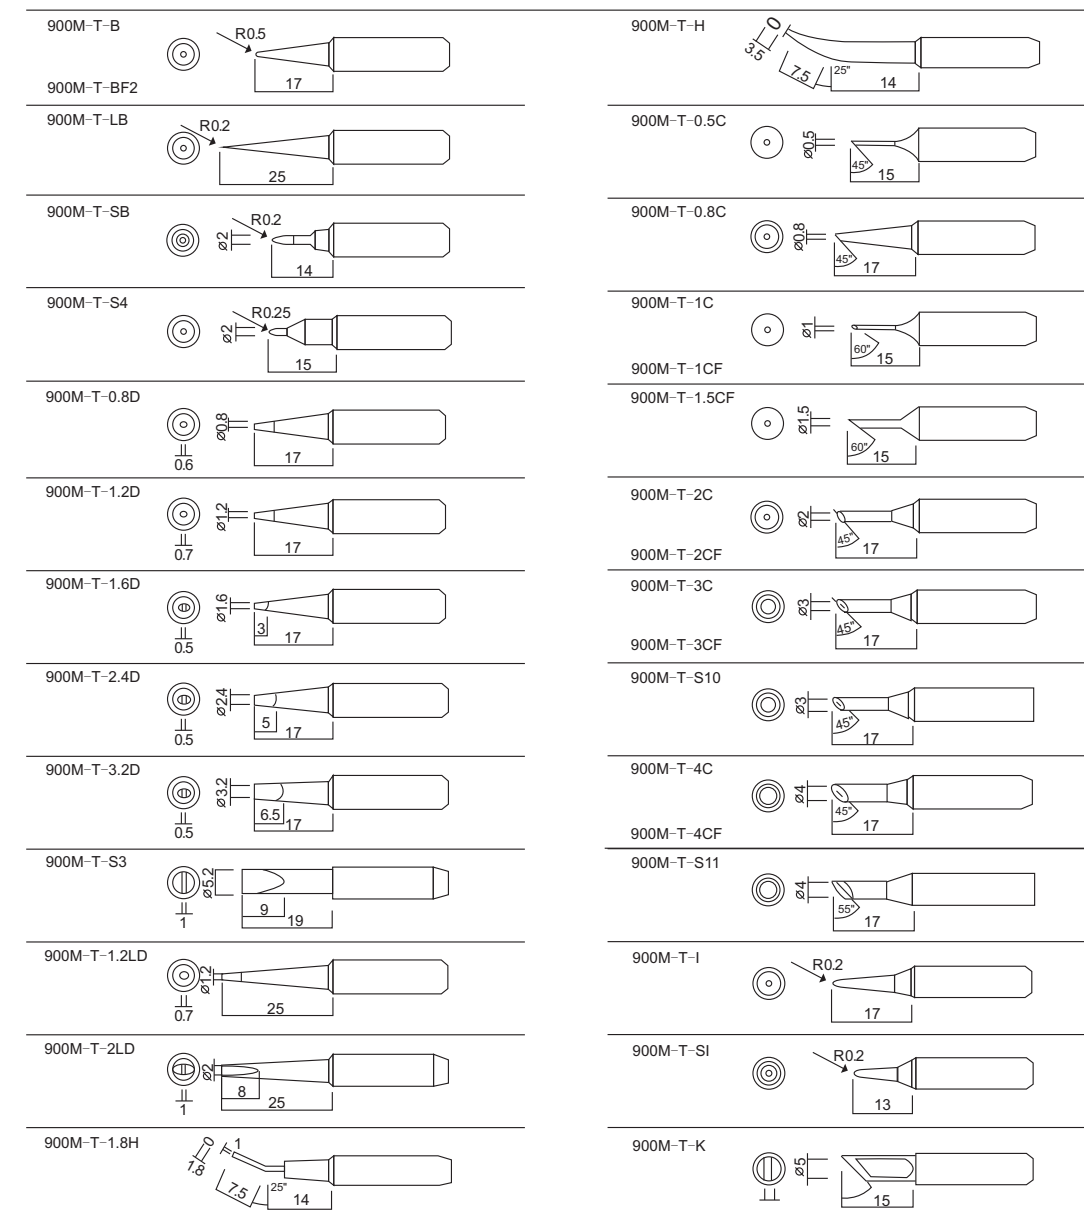 900M-T-B
R0.5
17
900M-T-BF2
900M-T-LB
R0.2
25
900M-T-SB
R0.2
ø2
14
900M-T-S4
R0.25
ø2
15
900M-T-0.8D
ø0.8
0.6
17
900M-T-1.2D
ø1.2
0.7
17
900M-T-1.6D
ø1.6
0.5
3
17
900M-T-2.4D
ø2.4
0.5
5
17
900M-T-3.2D
ø3.2
0.5
6.5
17
900M-T-S3
ø5.2
1
9
19
900M-T-1.2LD
ø1.2
0.7
25
900M-T-2LD
ø2
1
8
25
900M-T-1.8H
0
1.8
1
7.5
25"
14
900M-T-H
0
3.5
7.5
25"
14
900M-T-0.5C
ø0.5
45"
15
900M-T-0.8C
ø0.8
45"
17
900M-T-1C
ø1
60"
15
900M-T-1CF
900M-T-1.5CF
ø1.5
60"
15
900M-T-2C
ø2
45"
17
900M-T-2CF
900M-T-3C
ø3
45"
17
900M-T-3CF
900M-T-S10
ø3
45"
17
900M-T-4C
ø4
45"
17
900M-T-4CF
900M-T-S11
ø4
55"
17
900M-T-I
R0.2
17
900M-T-SI
R0.2
13
900M-T-K
ø5
15